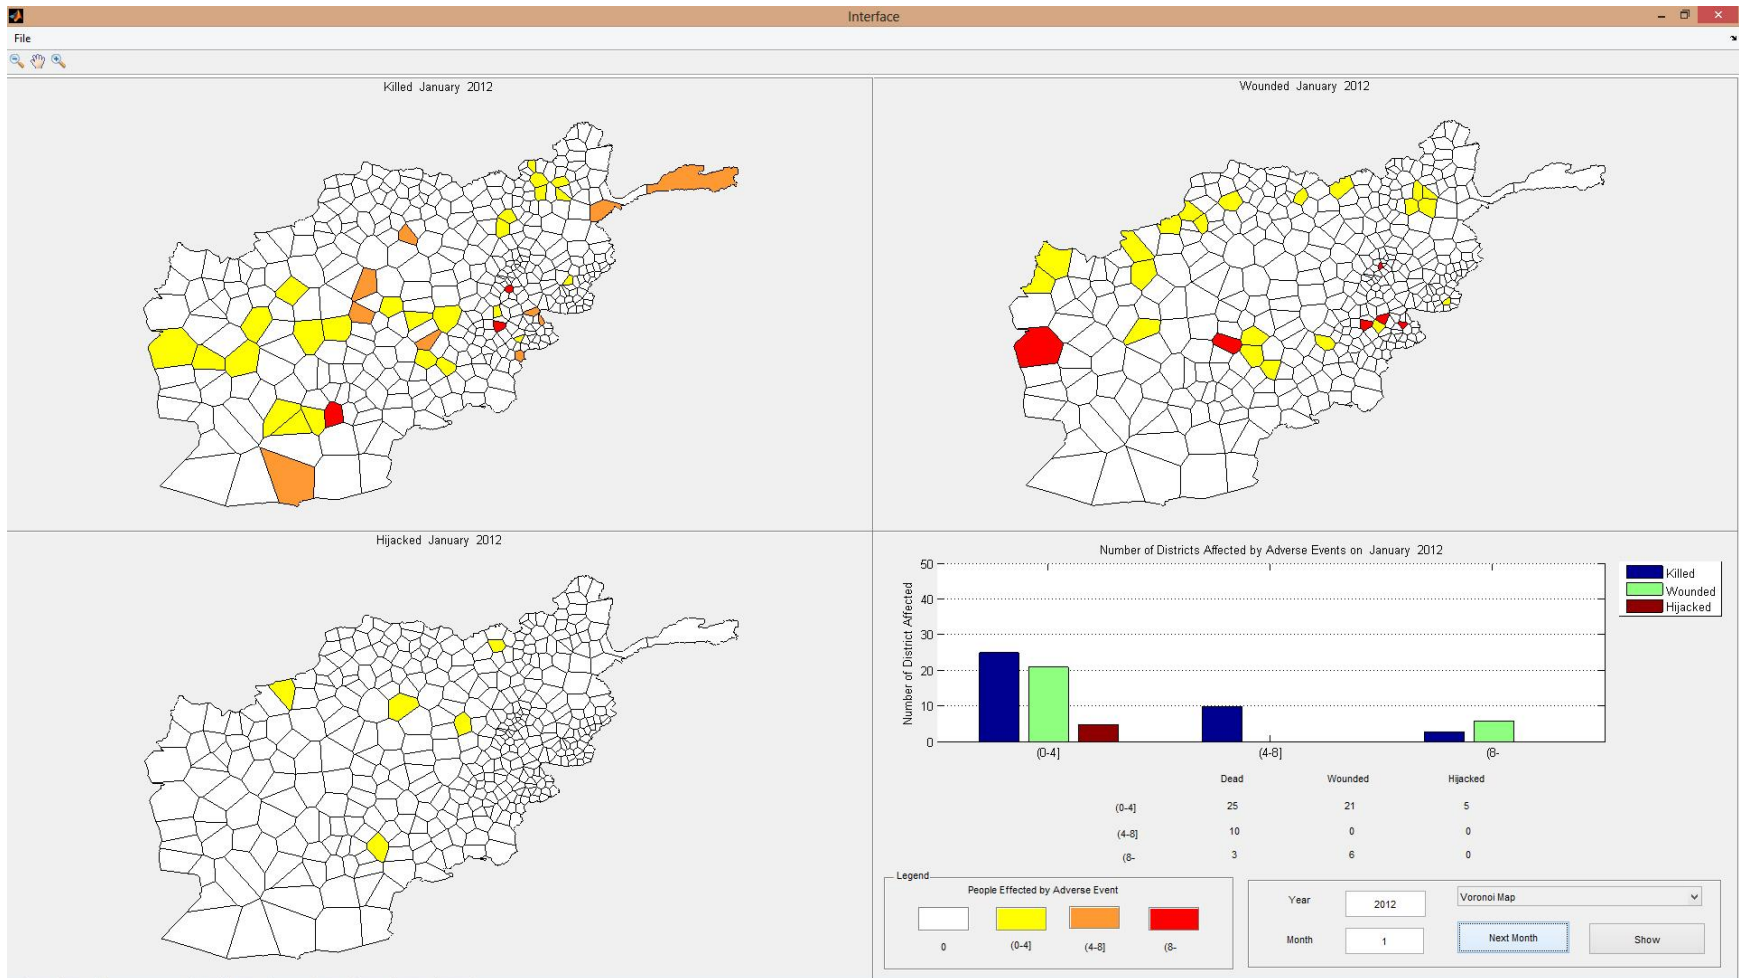 Interface
File
Killed January 2012
Wounded January 2012
Hijacked January 2012
Number of Districts Affected by Adverse Events on January 2012
Number of District Affected
50
40
30
20
10
0
(0-4] (4-8] (8-
Killed
Wounded
Hijacked
Dead Wounded Hijacked
(0-4] 25 21 5
(4-8] 10 0 0
(8- 3 6 0
Legend
People Effected by Adverse Event
0 (0-4] (4-8] (8-
Year 2012 Voronoi Map
Month 1 Next Month Show